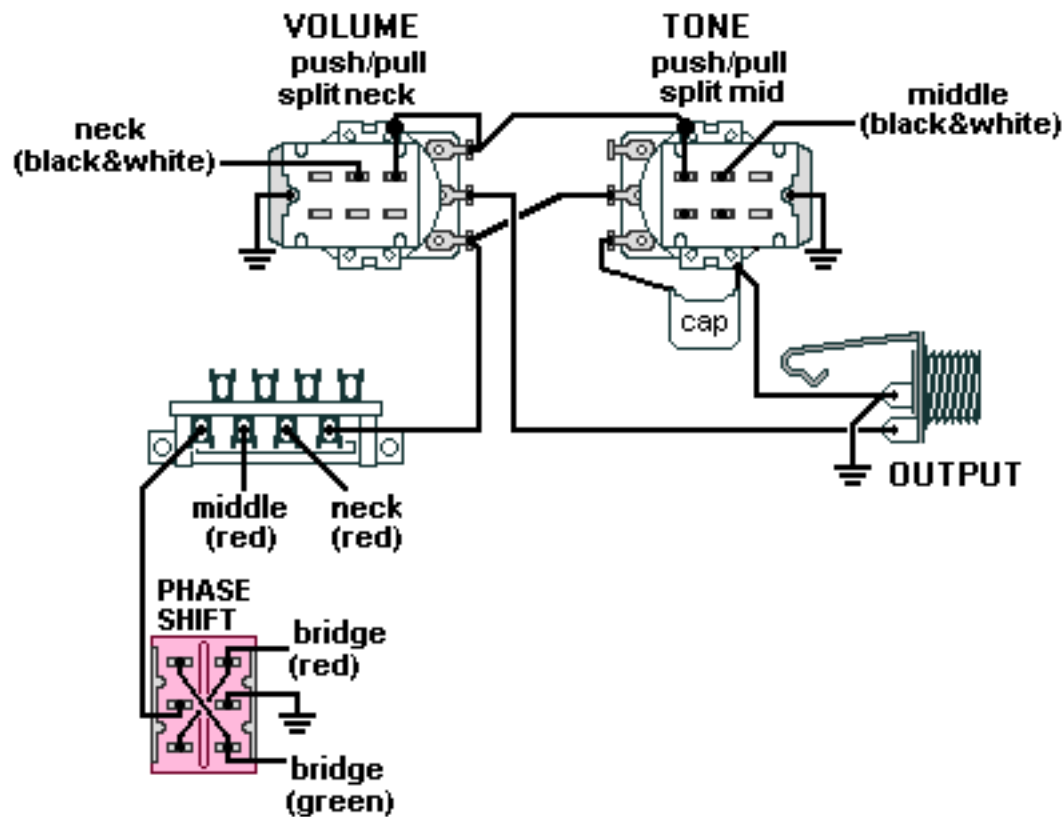 VOLUME
push/pull
split neck
TONE
push/pull
split mid
neck
(black&white)
middle
(black&white)
cap
OUTPUT
middle
(red)
neck
(red)
PHASE
SHIFT
bridge
(red)
bridge
(green)